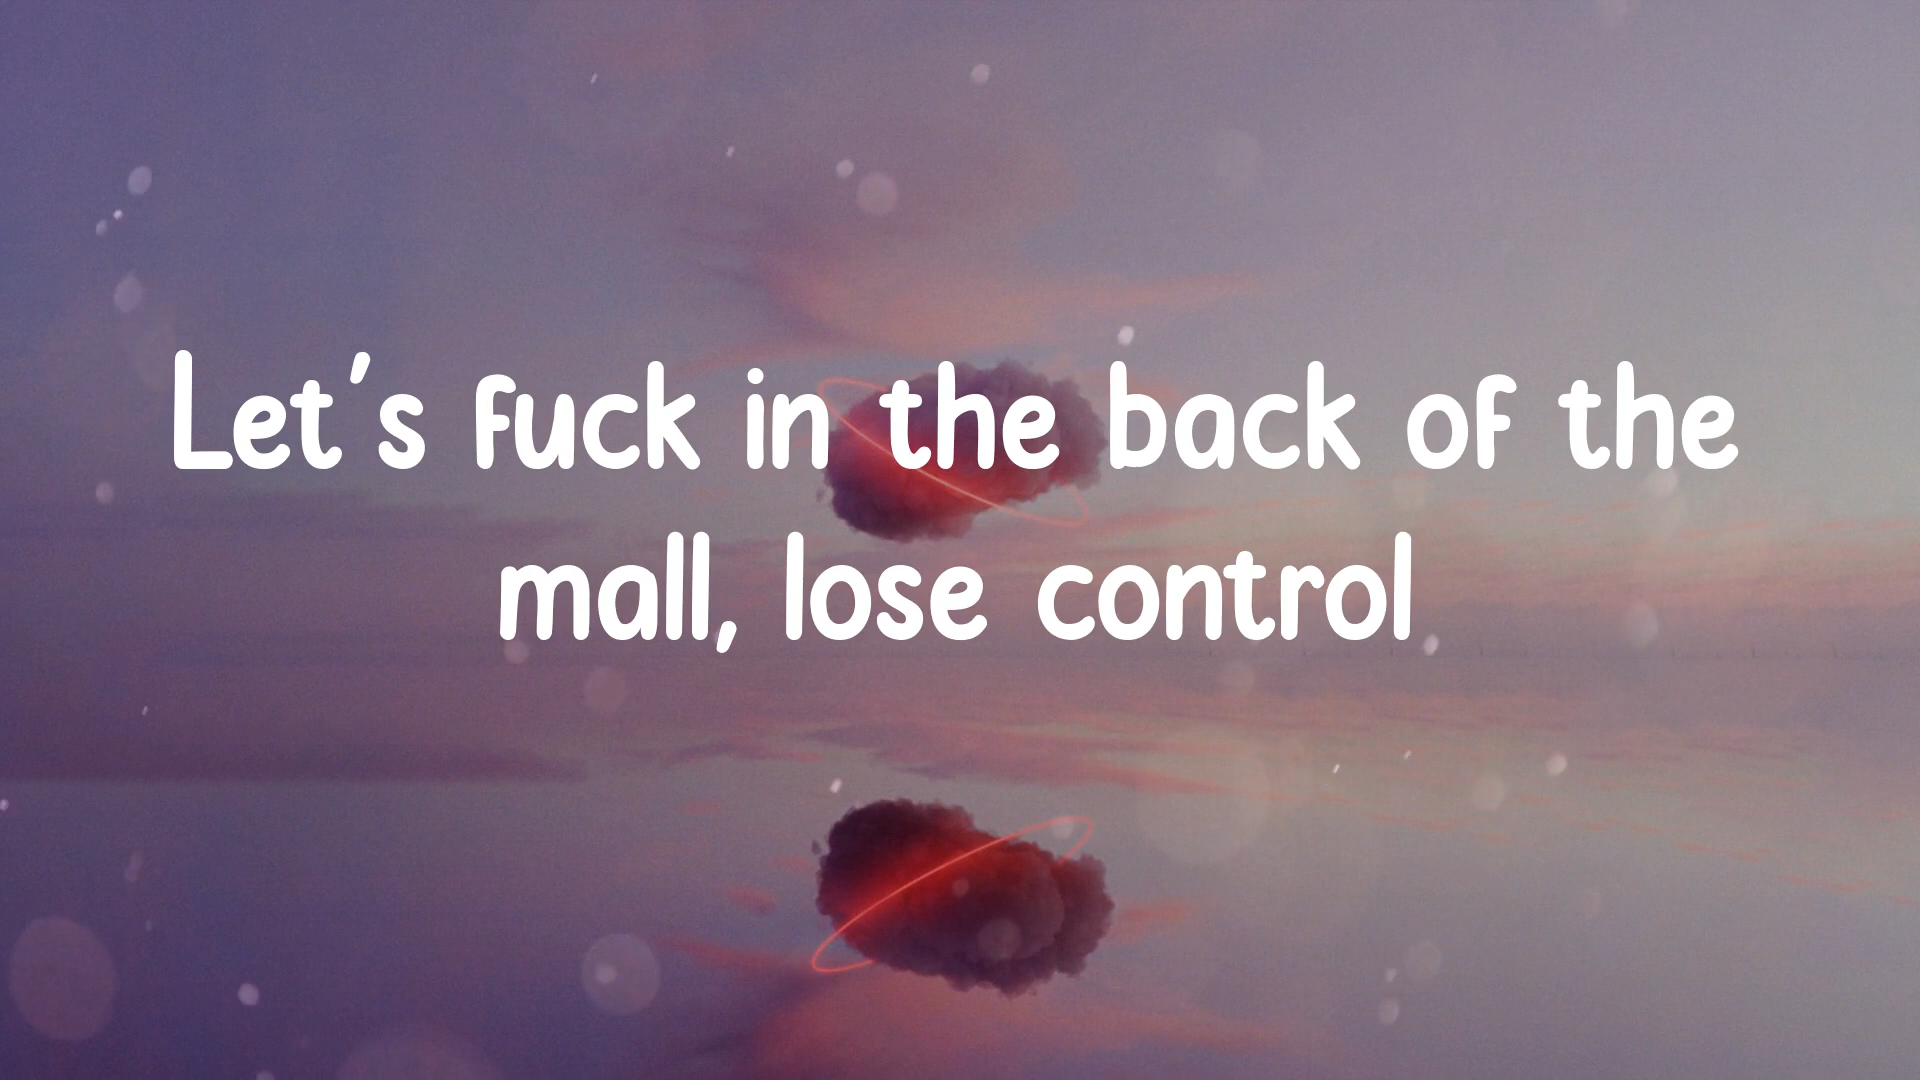 Let's fuck in the back of the
mall, lose control